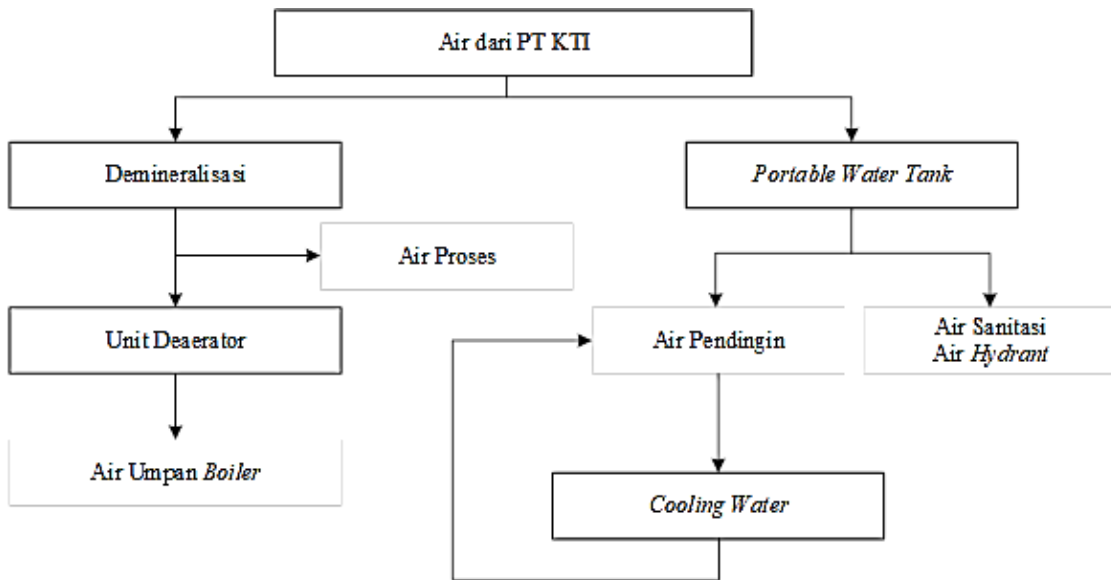 Air dari PT KTI
Demineralisasi
Portable Water Tank
Air Proses
Unit Deaerator
Air Pendingin
Air Sanitasi
Air Hydrant
Air Umpan Boiler
Cooling Water